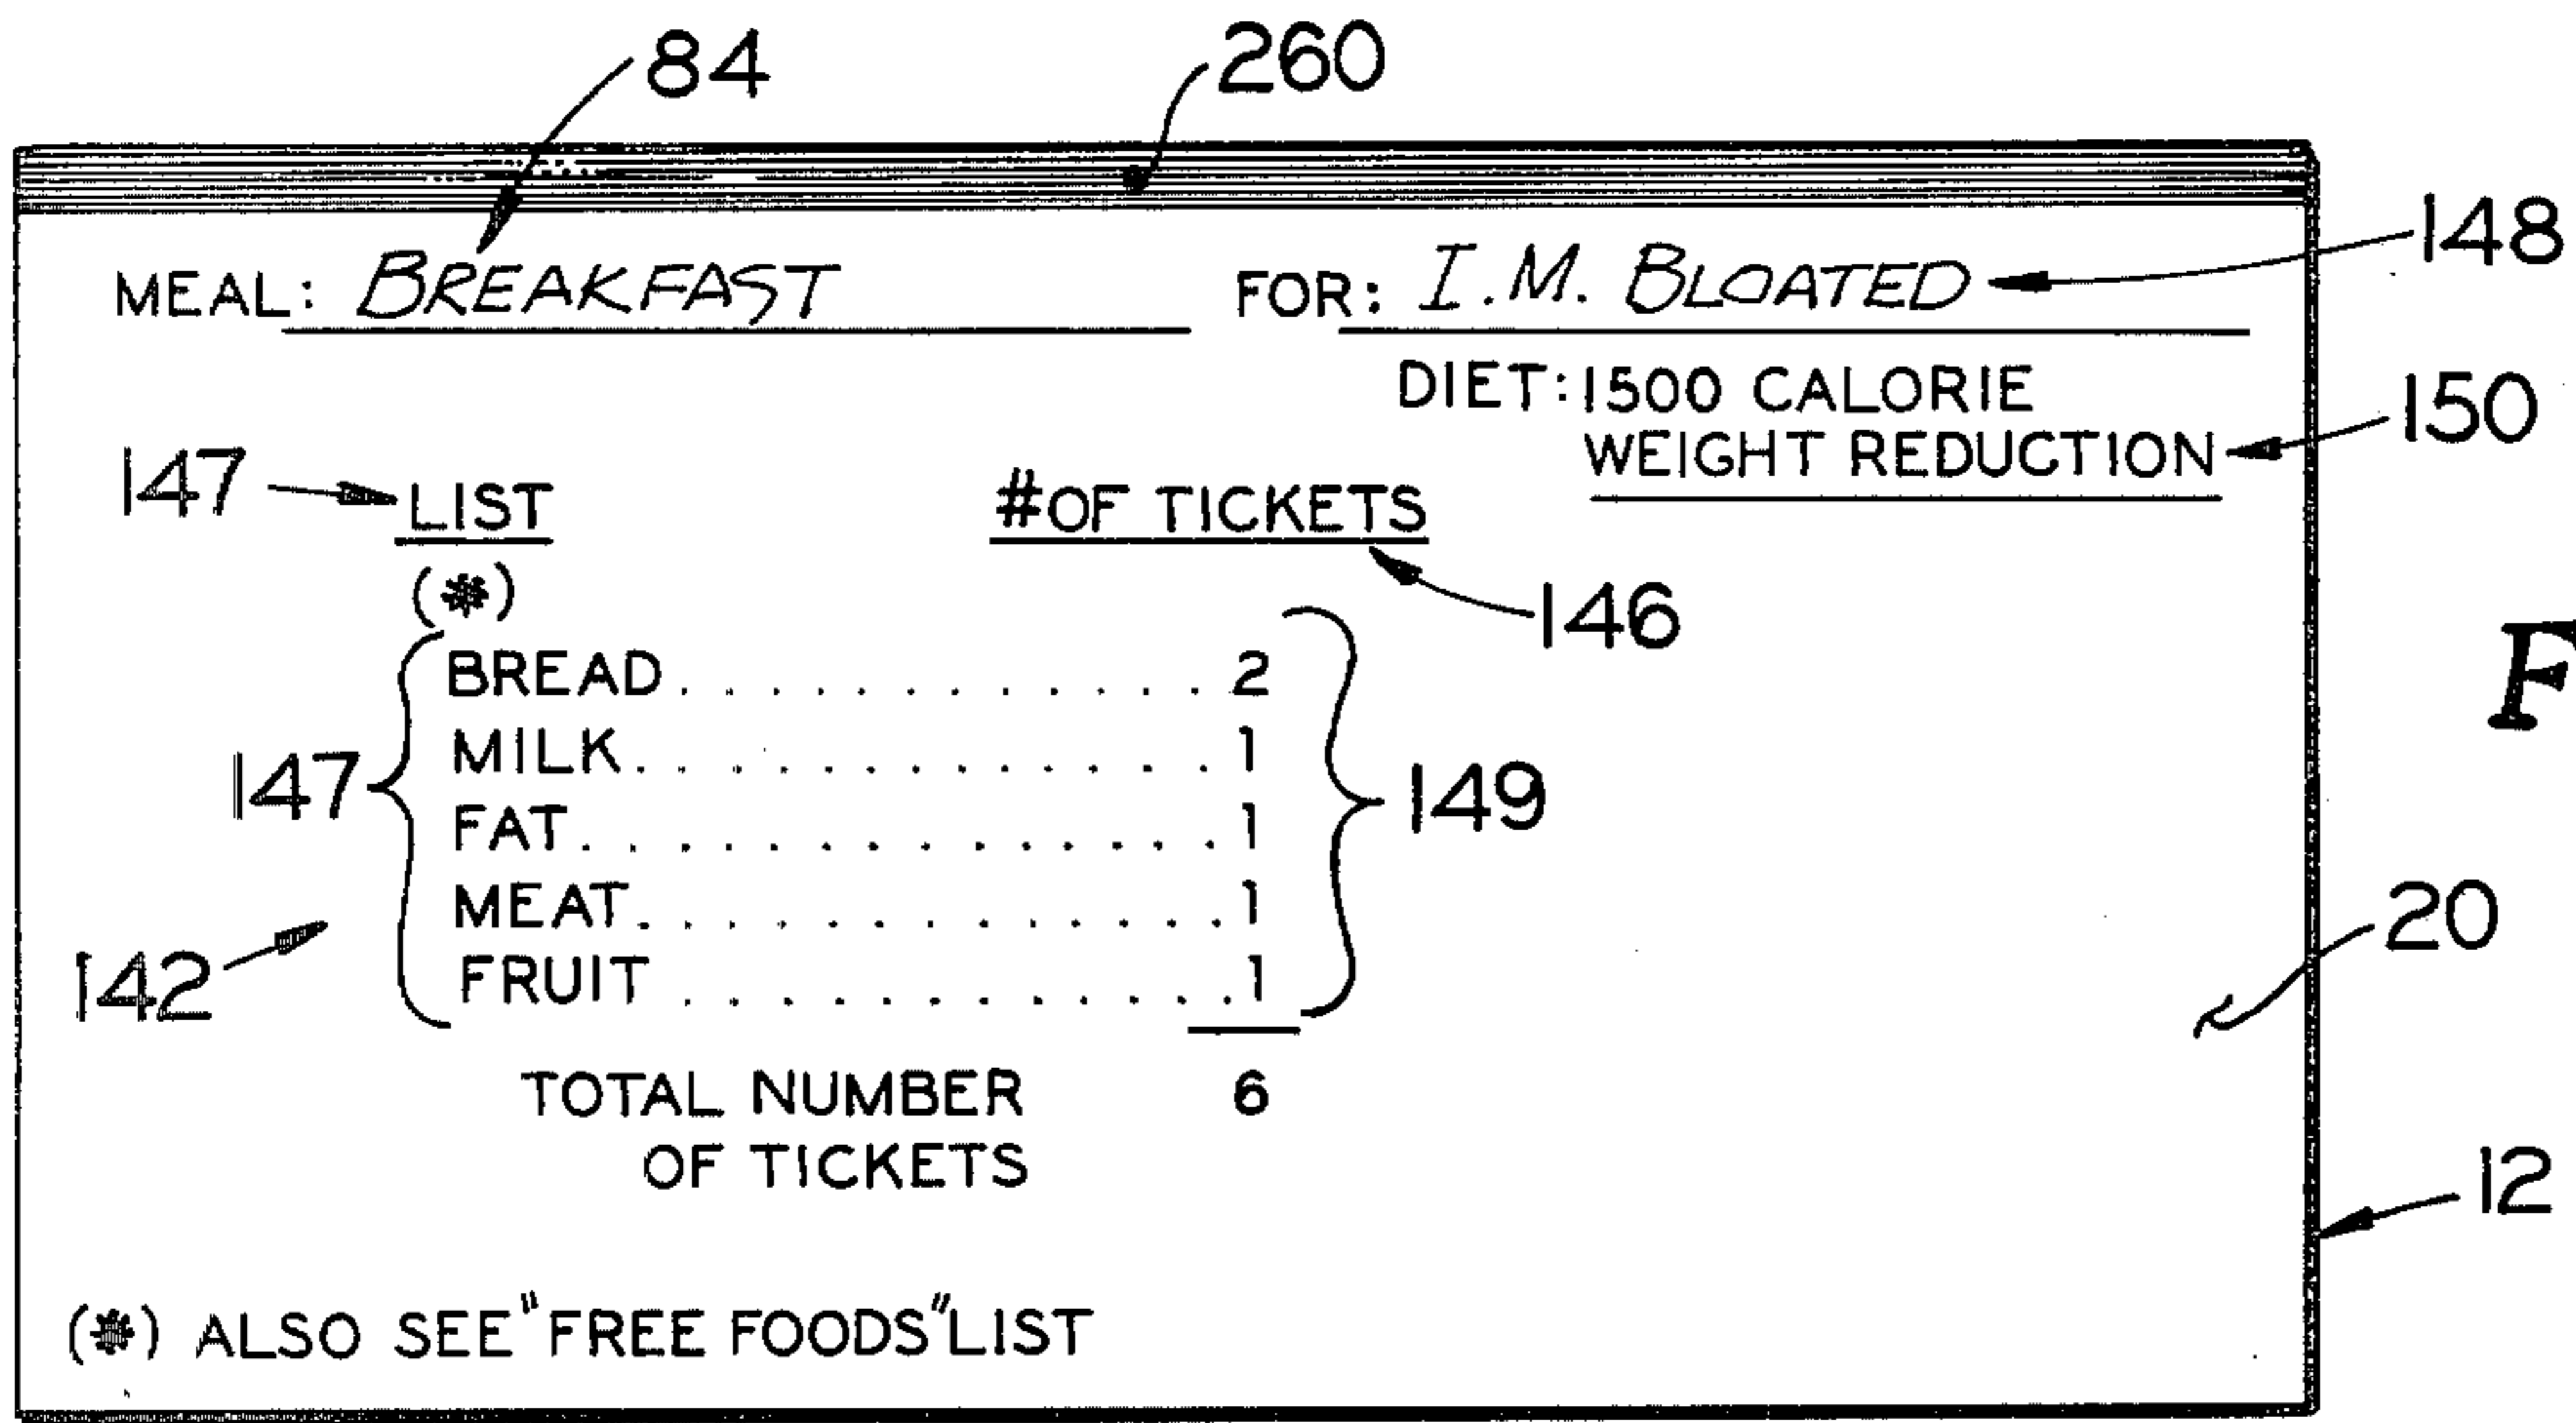 84
260
MEAL: BREAKFAST FOR: I.M. BLOATED
148
DIET: 1500 CALORIE
WEIGHT REDUCTION
150
147
LIST
#OF TICKETS
146
(*)
BREAD.............2
MILK..............1
FAT...............1
MEAT..............1
FRUIT.............1
147
149
142
20
TOTAL NUMBER 6
OF TICKETS
12
(*) ALSO SEE "FREE FOODS" LIST
F